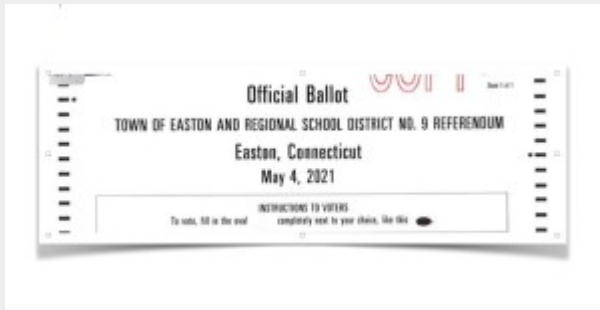 Official Ballot
TOWN OF EASTON AND REGIONAL SCHOOL DISTRICT NO. 9 REFERENDUM
Easton, Connecticut
May 4, 2021
INSTRUCTIONS TO VOTERS
To vote, fill in the oval completely next to your choice, like this